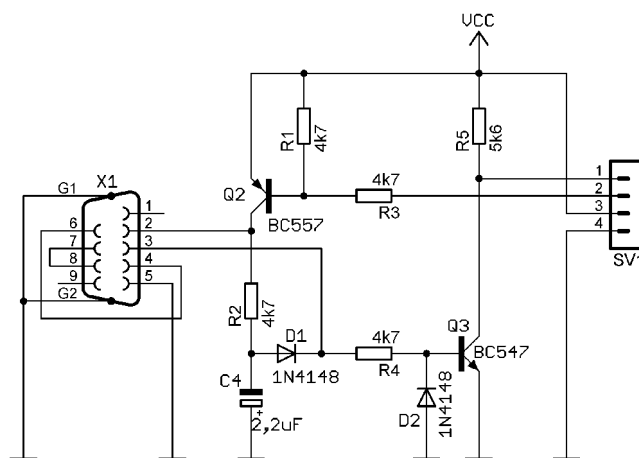 VCC
R1
4k7
R5
5k6
X1
G1
1
2
3
4
5
6
7
8
9
G2
Q2
BC557
4k7
R3
1
2
3
4
SV1
R2
4k7
D1
1N4148
4k7
R4
Q3
BC547
C4
+
2,2uF
D2
1N4148